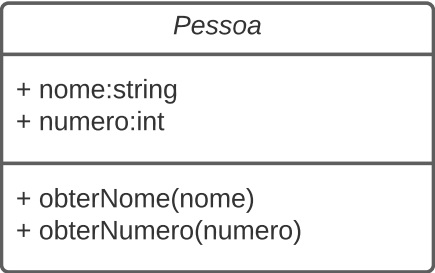 Pessoa
+ nome:string
+ numero:int
+ obterNome(nome)
+ obterNumero(numero)